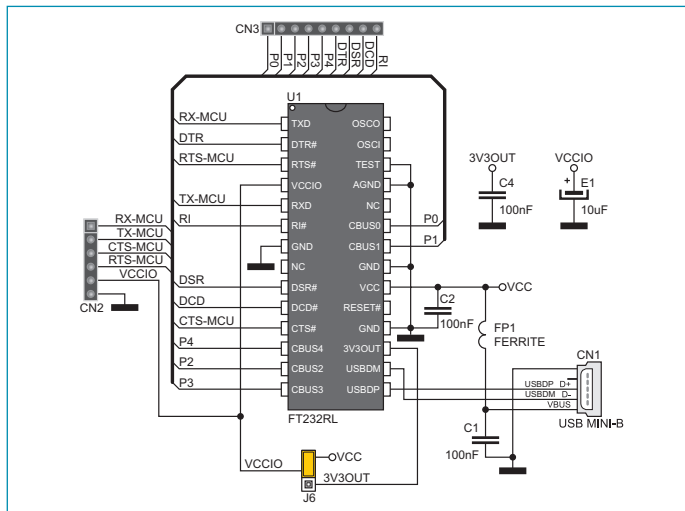 CN3
P0
P1
P2
P3
P4
DTR
DSR
DCD
RI
U1
RX-MCU
TXD
OSCO
DTR
DTR#
OSCI
RTS-MCU
RTS#
TEST
VCCIO
AGND
TX-MCU
RXD
NC
RI
RI#
CBUS0
P0
GND
CBUS1
P1
NC
GND
DSR
DSR#
VCC
VCC
DCD
DCD#
RESET#
CTS-MCU
CTS#
GND
P4
CBUS4
3V3OUT
P2
CBUS2
USBDM
P3
CBUS3
USBDP
FT232RL
RX-MCU
TX-MCU
CTS-MCU
RTS-MCU
VCCIO
CN2
3V3OUT
C4
100nF
VCCIO
+
E1
10uF
C2
100nF
FP1
FERRITE
CN1
USBDP D+
USBDM D-
VBUS
USB MINI-B
C1
100nF
VCCIO
VCC
3V3OUT
J6